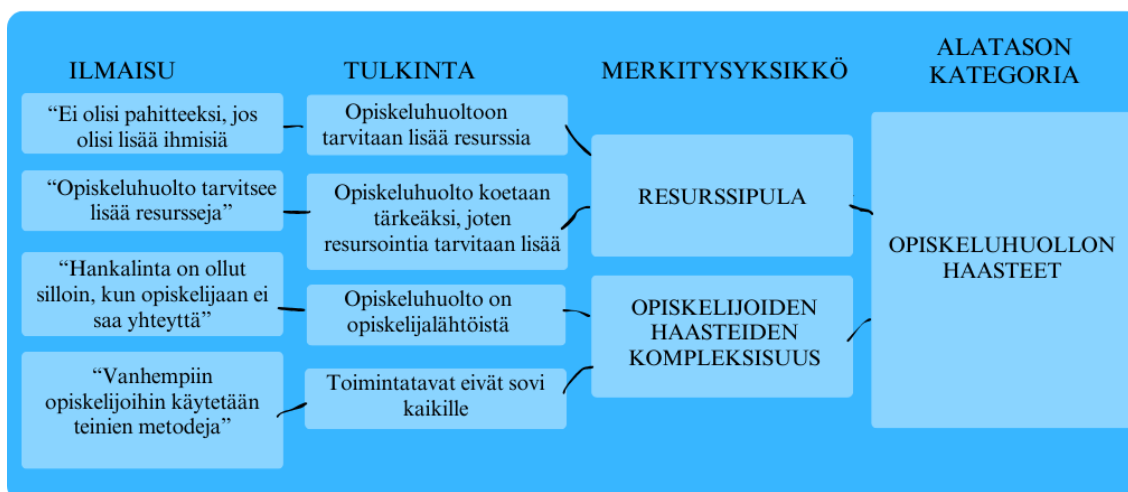 ILMAISU
TULKINTA
MERKITYSYKSIKKÖ
ALATASON
KATEGORIA
“Ei olisi pahitteeksi, jos
olisi lisää ihmisiä
Opiskeluhuoltoon
tarvitaan lisää resurssia
“Opiskeluhuolto tarvitsee
lisää resursseja”
Opiskeluhuolto koetaan
tärkeäksi, joten
resursointia tarvitaan lisää
RESURSSIPULA
“Hankalinta on ollut
silloin, kun opiskelijaan ei
saa yhteyttä”
Opiskeluhuolto on
opiskelijalähtöistä
OPISKELIJOIDEN
HAASTEIDEN
KOMPLEKSISUUS
“Vanhempiin
opiskelijoihin käytetään
teinien metodeja”
Toimintatavat eivät sovi
kaikille
OPISKELUHUOLLON
HAASTEET